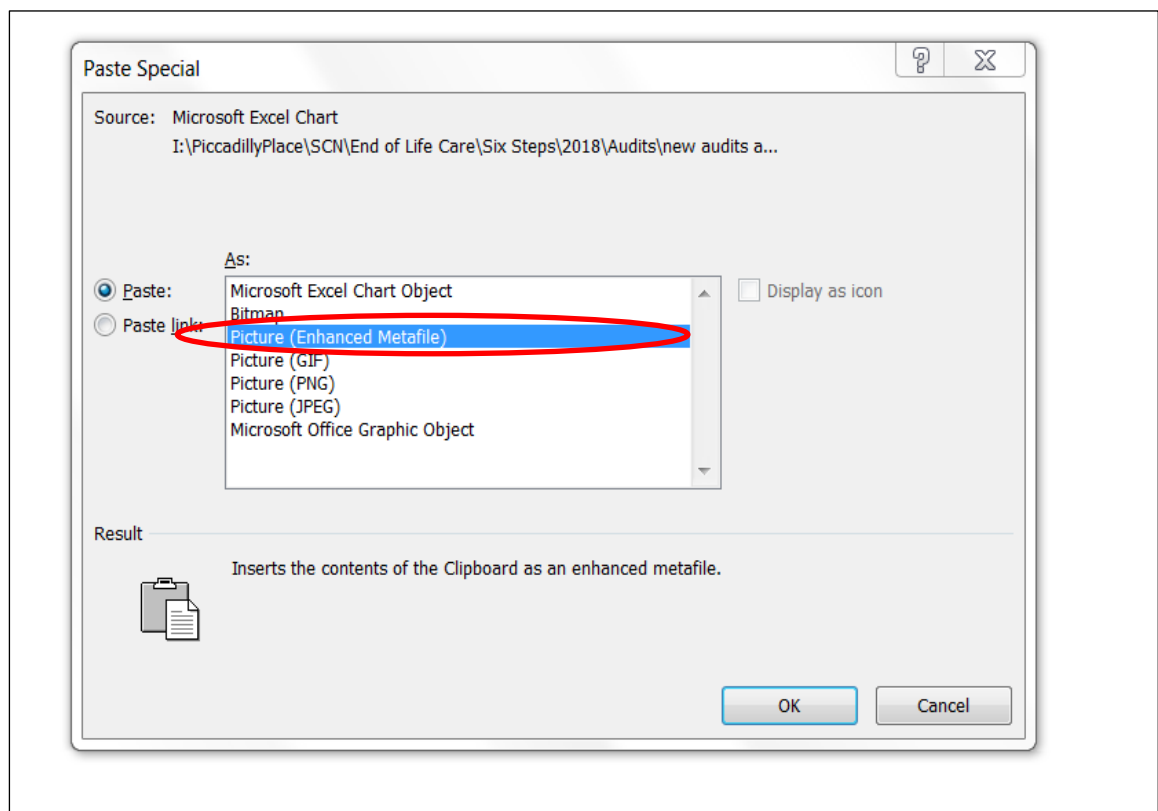 Paste Special
Source: Microsoft Excel Chart
I:\PiccadillyPlace\SCN\End of Life Care\Six Steps\2018\Audits\new audits a...
As:
Paste:
Paste link:
Microsoft Excel Chart Object
Bitmap
Picture (Enhanced Metafile)
Picture (GIF)
Picture (PNG)
Picture (JPEG)
Microsoft Office Graphic Object
Display as icon
Result
Inserts the contents of the Clipboard as an enhanced metafile.
OK
Cancel